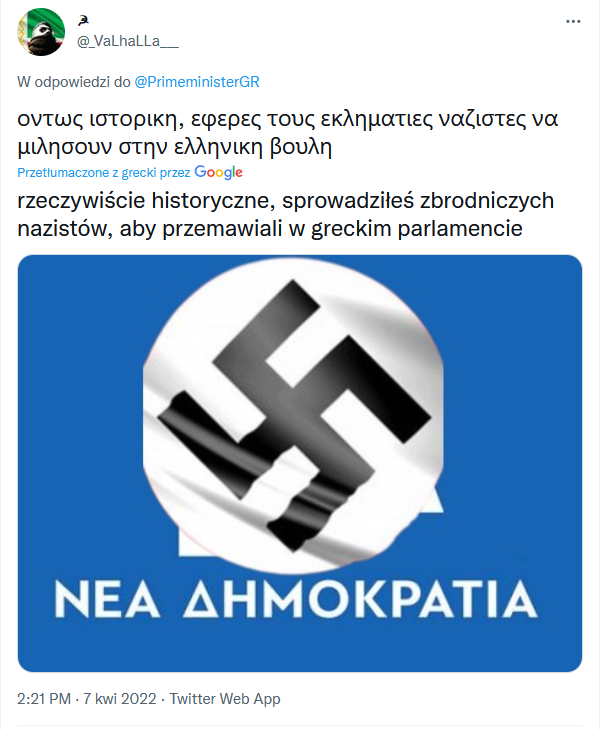 ☭
@_VaLhaLLa___
W odpowiedzi do @PrimeministerGR
οντως ιστορικη, εφερες τους εκληματιες ναζιστες να
μιλησουν στην ελληνικη βουλη
Przetłumaczone z grecki przez Google
rzeczywiście historyczne, sprowadziłeś zbrodniczych
nazistów, aby przemawiali w greckim parlamencie
ΝΕΑ ΔΗΜΟΚΡΑΤΙΑ
2:21 PM · 7 kwi 2022 · Twitter Web App